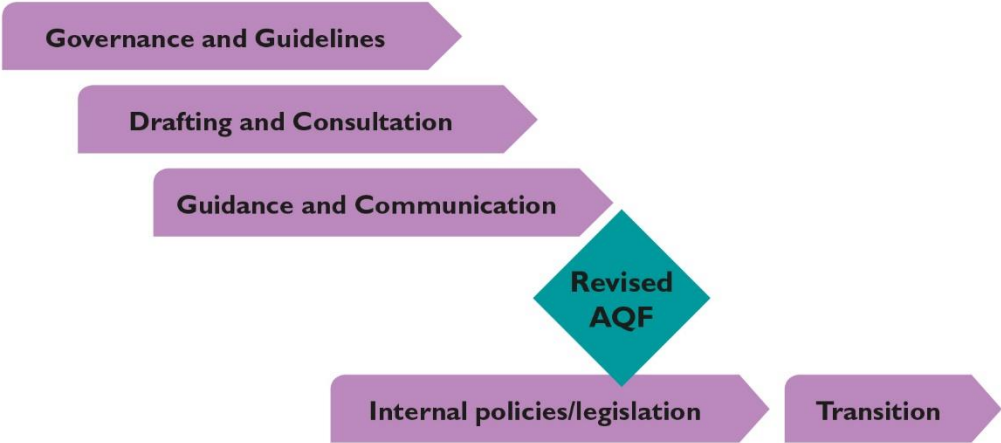 Governance and Guidelines
Drafting and Consultation
Guidance and Communication
Revised
AQF
Internal policies/legislation
Transition